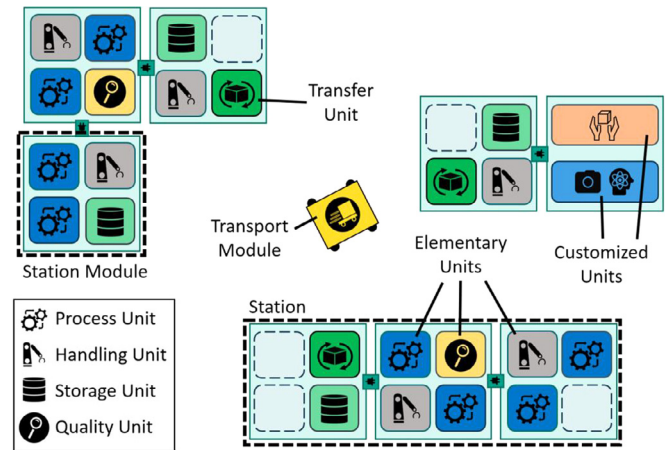 Transfer
Unit
Transport
Module
Elementary
Units
Customized
Units
Station Module
Station
Process Unit
Handling Unit
Storage Unit
Quality Unit